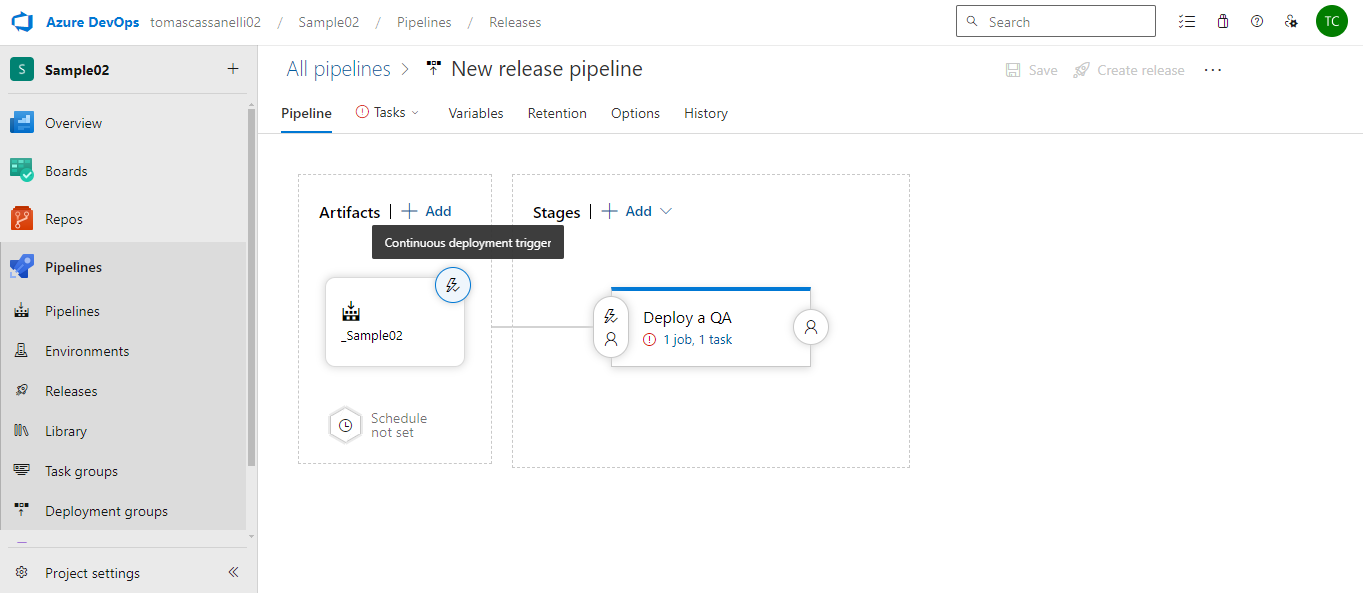 Azure DevOps tomascassanelli02 / Sample02 / Pipelines / Releases
Search
TC
S Sample02 +
Overview
Boards
Repos
Pipelines
Pipelines
Environments
Releases
Library
Task groups
Deployment groups
Project settings
All pipelines > New release pipeline
Save Create release ...
Pipeline Tasks Variables Retention Options History
Artifacts | + Add
Stages | + Add
Continuous deployment trigger
_Sample02
Schedule
not set
Deploy a QA
1 job, 1 task